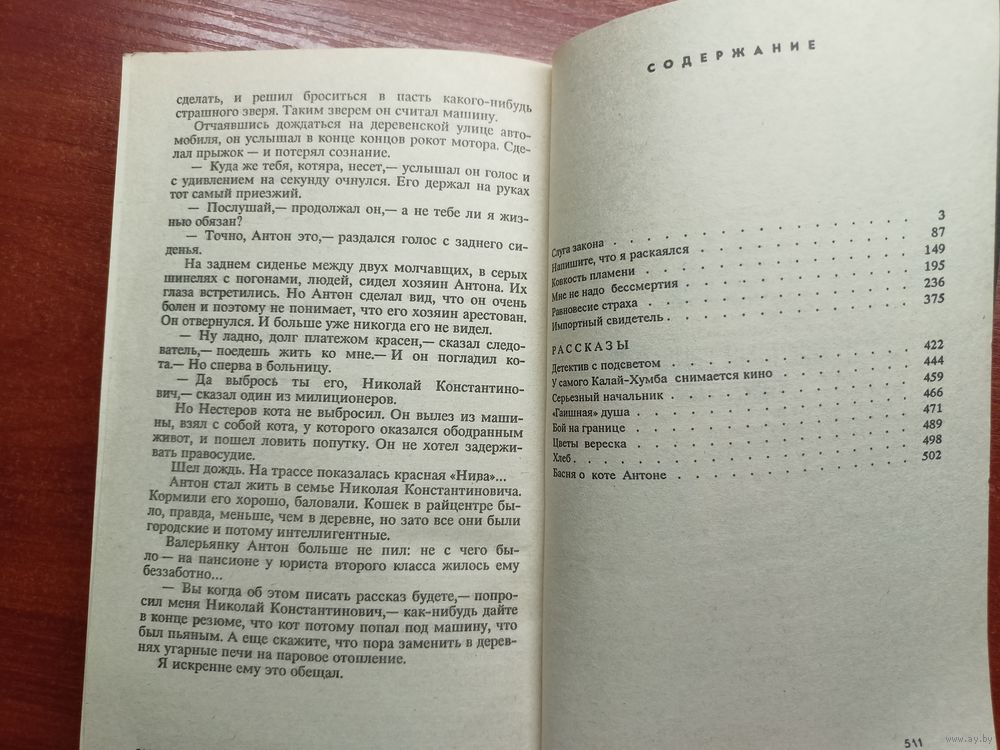 сделать, и решил броситься в пасть какого-нибудь
страшного зверя. Таким зверем он считал машину.
Отчаявшись дождаться на деревенской улице авто-
мобиля, он услышал в конце концов рокот мотора. Сде-
лал прыжок — и потерял сознание.
— Куда же тебя, котяра, несет,— услышал он голос и
с удивлением на секунду очнулся. Его держал на руках
тот самый приезжий.
— Послушай,— продолжал он,— а не тебе ли я жиз-
нью обязан?
— Точно, Антон это,— раздался голос с заднего си-
денья.
На заднем сиденье между двух молчавщих, в серых
шинелях с погонами, людей, сидел хозяин Антона. Их
глаза встретились. Но Антон сделал вид, что он очень
болен и поэтому не понимает, что его хозяин арестован.
Он отвернулся. И больше уже никогда его не видел.
— Ну ладно, долг платежом красен,— сказал следо-
ватель,— поедешь жить ко мне.— И он погладил ко-
та.— Но сперва в больницу.
— Да выбрось ты его, Николай Константино-
вич,— сказал один из милиционеров.
Но Нестеров кота не выбросил. Он вылез из маши-
ны, взял с собой кота, у которого оказался ободранным
живот, и пошел ловить попутку. Он не хотел задержи-
вать правосудие.
Шел дождь. На трассе показалась красная «Нива»...
Антон стал жить в семье Николая Константиновича.
Кормили его хорошо, баловали. Кошек в райцентре бы-
ло, правда, меньше, чем в деревне, но зато все они были
городские и потому интеллигентные.
Валерьянку Антон больше не пил: не с чего бы-
ло — на пансионе у юриста второго класса жилось ему
беззаботно...
— Вы когда об этом писать рассказ будете,— попро-
сил меня Николай Константинович,— как-нибудь дайте
в конце резюме, что кот потому попал под машину, что
был пьяным. А еще скажите, что пора заменить в дерев-
нях угарные печи на паровое отопление.
Я искренне ему это обещал.
СОДЕРЖАНИЕ
Слуга закона . . . 3
Напишите, что я раскаялся . . . 87
Ковкость пламени . . . 149
Мне не надо бессмертия . . . 195
Равновесие страха . . . 236
Импортный свидетель . . . 375
РАССКАЗЫ
Детектив с подсветом . . . 422
У самого Калай-Хумба снимается кино . . . 444
Серьезный начальник . . . 459
«Гаишная» душа . . . 466
Бой на границе . . . 471
Цветы вереска . . . 489
Хлеб . . . 498
Басня о коте Антоне . . . 502
511
www.ay.by